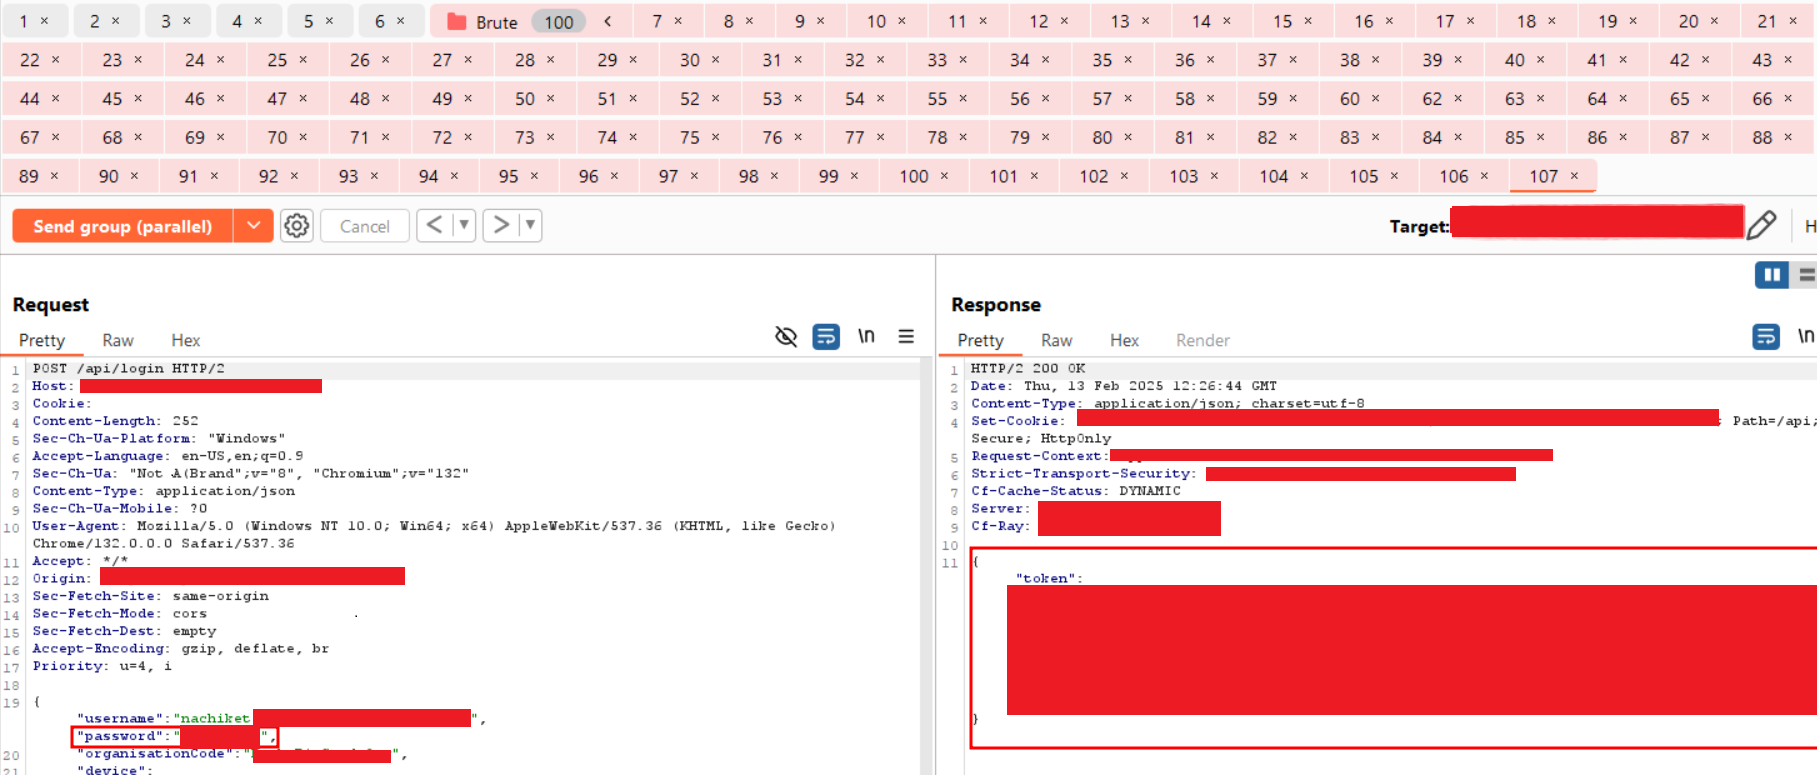 1 × 2 × 3 × 4 × 5 × 6 × Brute 100 < 7 × 8 × 9 × 10 × 11 × 12 × 13 × 14 × 15 × 16 × 17 × 18 × 19 × 20 × 21 ×
22 × 23 × 24 × 25 × 26 × 27 × 28 × 29 × 30 × 31 × 32 × 33 × 34 × 35 × 36 × 37 × 38 × 39 × 40 × 41 × 42 × 43 ×
44 × 45 × 46 × 47 × 48 × 49 × 50 × 51 × 52 × 53 × 54 × 55 × 56 × 57 × 58 × 59 × 60 × 62 × 63 × 64 × 65 × 66 ×
67 × 68 × 69 × 70 × 71 × 72 × 73 × 74 × 75 × 76 × 77 × 78 × 79 × 80 × 81 × 82 × 83 × 84 × 85 × 86 × 87 × 88 ×
89 × 90 × 91 × 92 × 93 × 94 × 95 × 96 × 97 × 98 × 99 × 100 × 101 × 102 × 103 × 104 × 105 × 106 × 107 ×
Send group (parallel) Cancel < > Target: H
Request
Pretty Raw Hex \n
1 POST /api/login HTTP/2
2 Host:
3 Cookie:
4 Content-Length: 252
5 Sec-Ch-Ua-Platform: "Windows"
6 Accept-Language: en-US,en;q=0.9
7 Sec-Ch-Ua: "Not A(Brand";v="8", "Chromium";v="132"
8 Content-Type: application/json
9 Sec-Ch-Ua-Mobile: ?0
10 User-Agent: Mozilla/5.0 (Windows NT 10.0; Win64; x64) AppleWebKit/537.36 (KHTML, like Gecko)
Chrome/132.0.0.0 Safari/537.36
11 Accept: */*
12 Origin:
13 Sec-Fetch-Site: same-origin
14 Sec-Fetch-Mode: cors
15 Sec-Fetch-Dest: empty
16 Accept-Encoding: gzip, deflate, br
17 Priority: u=4, i
18
19 {
"username":"nachiket ",
"password":" ",
20 "organisationCode":" ",
21 "device":
Response
Pretty Raw Hex Render \n
1 HTTP/2 200 OK
2 Date: Thu, 13 Feb 2025 12:26:44 GMT
3 Content-Type: application/json; charset=utf-8
4 Set-Cookie: ; Path=/api;
Secure; HttpOnly
5 Request-Context:
6 Strict-Transport-Security:
7 Cf-Cache-Status: DYNAMIC
8 Server:
9 Cf-Ray:
10
11 {
"token":
}